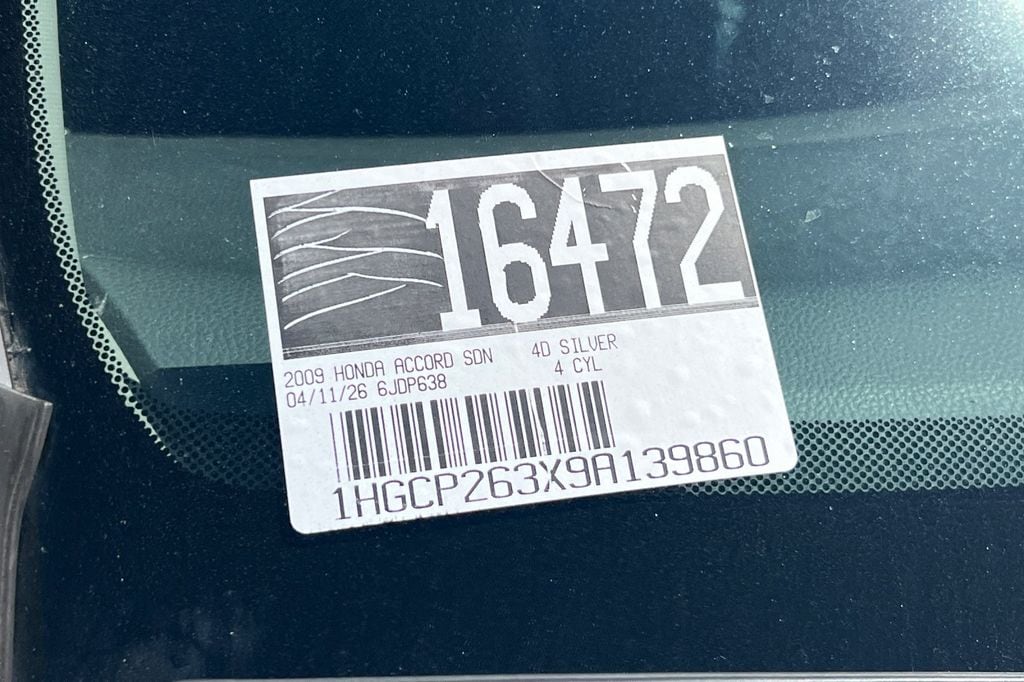 16472
2009 HONDA ACCORD SDN 4D SILVER
04/11/26 6JDP638 4 CYL
1HGCP263X9A139860